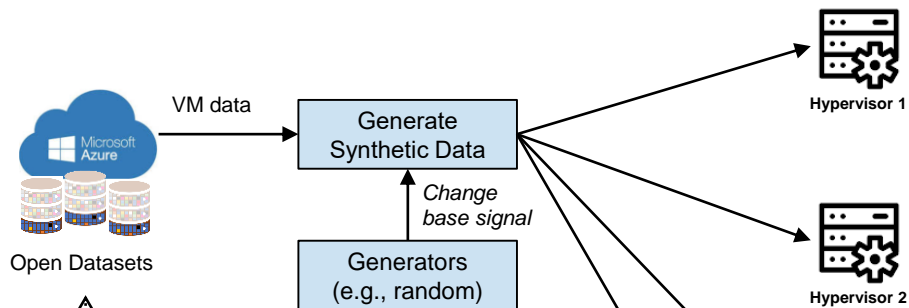 VM data
Microsoft
Azure
Open Datasets
Generate
Synthetic Data
Change
base signal
Generators
(e.g., random)
Hypervisor 1
Hypervisor 2